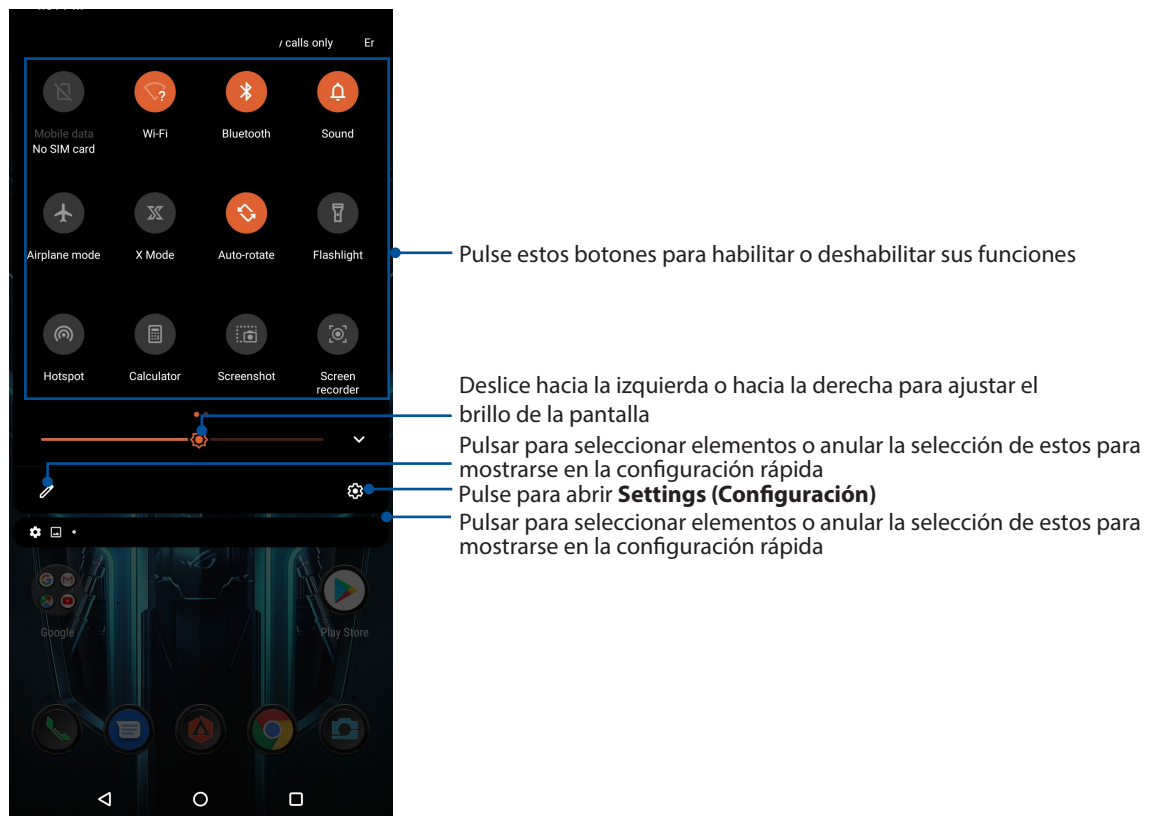 calls only Er
Mobile data Wi-Fi Bluetooth Sound
No SIM card
Airplane mode X Mode Auto-rotate Flashlight
Pulse estos botones para habilitar o deshabilitar sus funciones
Hotspot Calculator Screenshot Screen
recorder
Deslice hacia la izquierda o hacia la derecha para ajustar el
brillo de la pantalla
Pulsar para seleccionar elementos o anular la selección de estos para
mostrarse en la configuración rápida
Pulse para abrir Settings (Configuración)
Pulsar para seleccionar elementos o anular la selección de estos para
mostrarse en la configuración rápida
Google Play Store